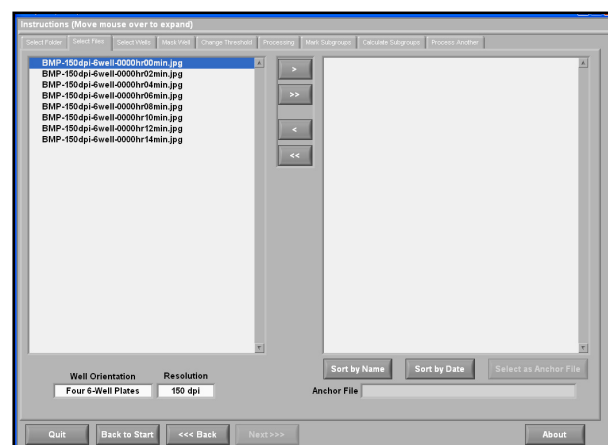 Instructions (Move mouse over to expand)
Select Folder Select Files Select Wells Mask Well Change Threshold Processing Mark Subgroups Calculate Subgroups Process Another
BMP-150dpi-6well-0000hr00min.jpg
BMP-150dpi-6well-0000hr02min.jpg
BMP-150dpi-6well-0000hr04min.jpg
BMP-150dpi-6well-0000hr06min.jpg
BMP-150dpi-6well-0000hr08min.jpg
BMP-150dpi-6well-0000hr10min.jpg
BMP-150dpi-6well-0000hr12min.jpg
BMP-150dpi-6well-0000hr14min.jpg
>
>>
<
<<
Sort by Name Sort by Date Select as Anchor File
Well Orientation Resolution
Four 6-Well Plates 150 dpi
Anchor File
Quit Back to Start <<< Back Next >>> About